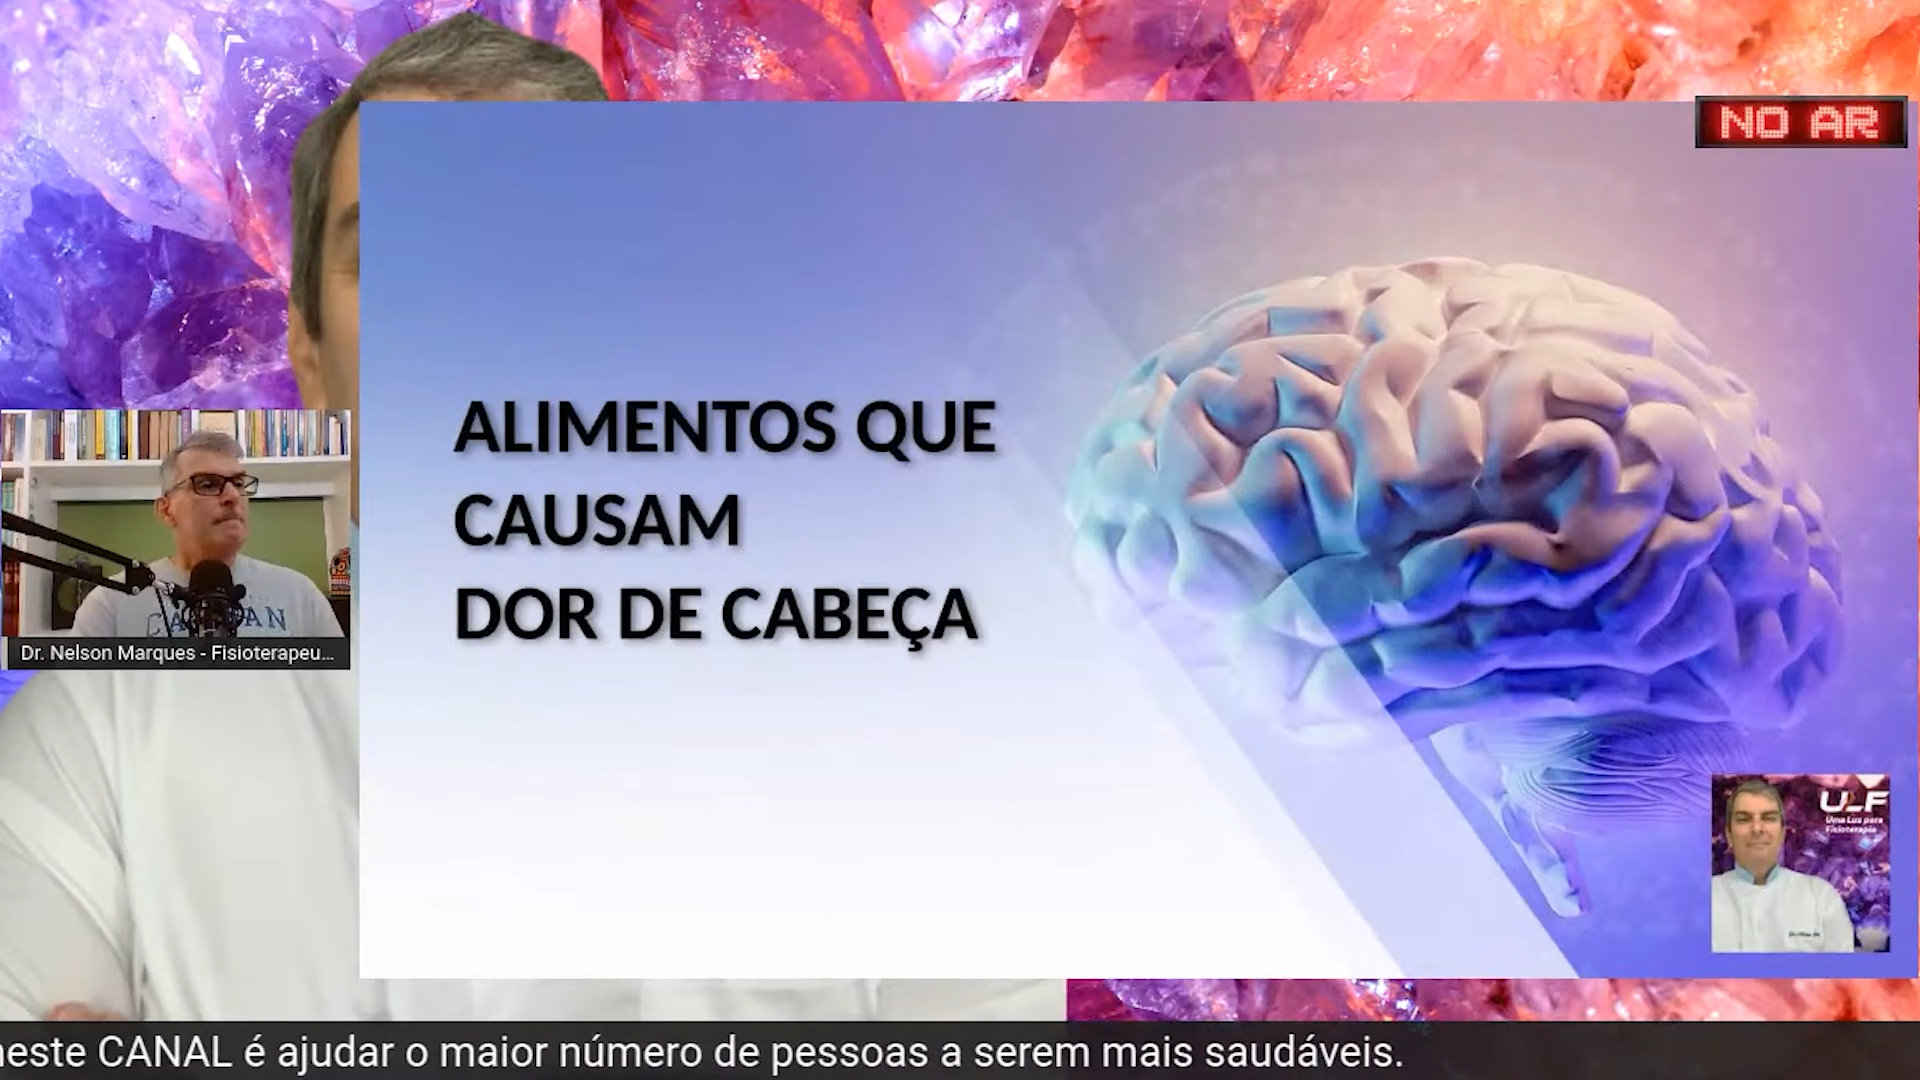 NO AR
ALIMENTOS QUE
CAUSAM
DOR DE CABEÇA
Dr. Nelson Marques - Fisioterapeu...
ULF
Uma Luz para
Fisioterapia
neste CANAL é ajudar o maior número de pessoas a serem mais saudáveis.